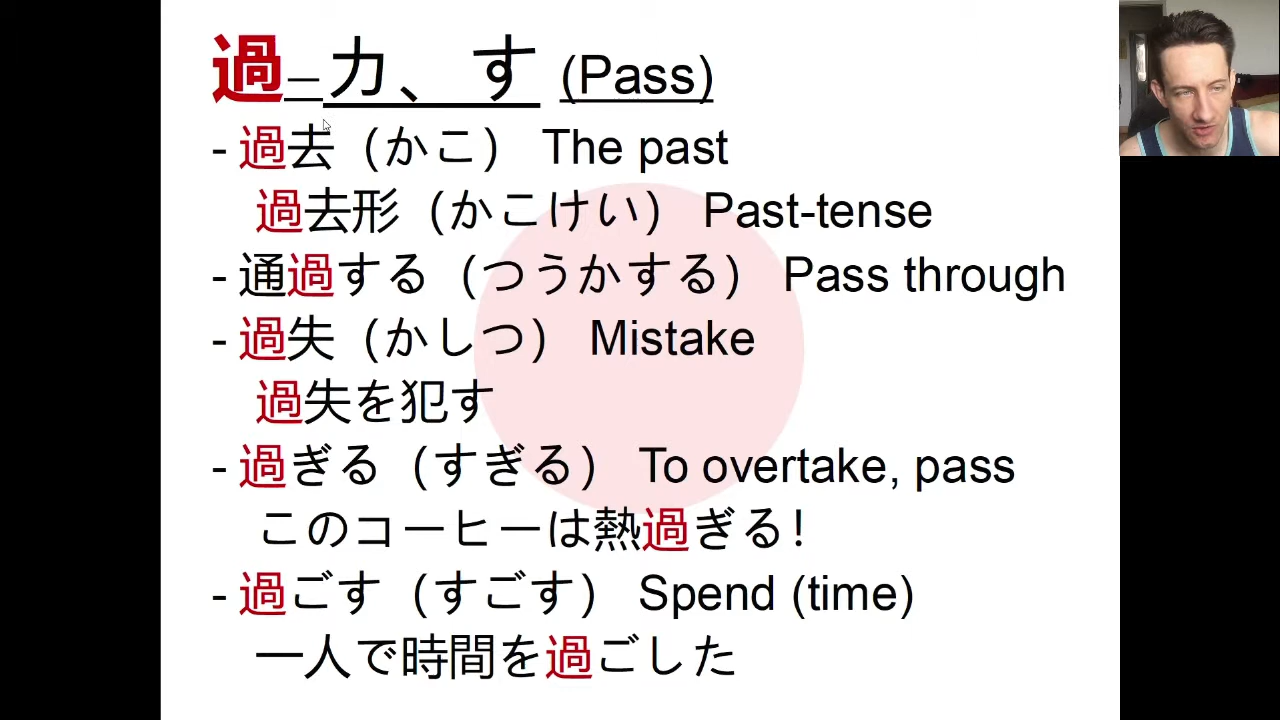 過―カ、す (Pass)
- 過去（かこ） The past
過去形（かこけい） Past-tense
- 通過する（つうかする） Pass through
- 過失（かしつ） Mistake
過失を犯す
- 過ぎる（すぎる） To overtake, pass
このコーヒーは熱過ぎる！
- 過ごす（すごす） Spend (time)
一人で時間を過ごした